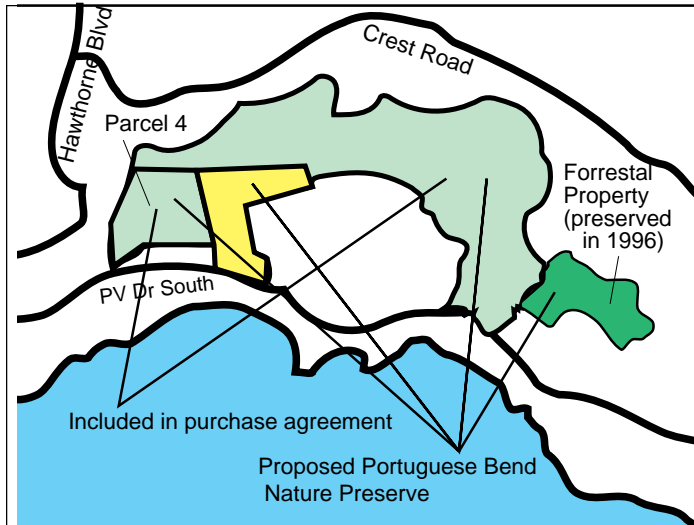 Hawthorne Blvd
Crest Road
Parcel 4
Forrestal
Property
(preserved
in 1996)
PV Dr South
Included in purchase agreement
Proposed Portuguese Bend
Nature Preserve